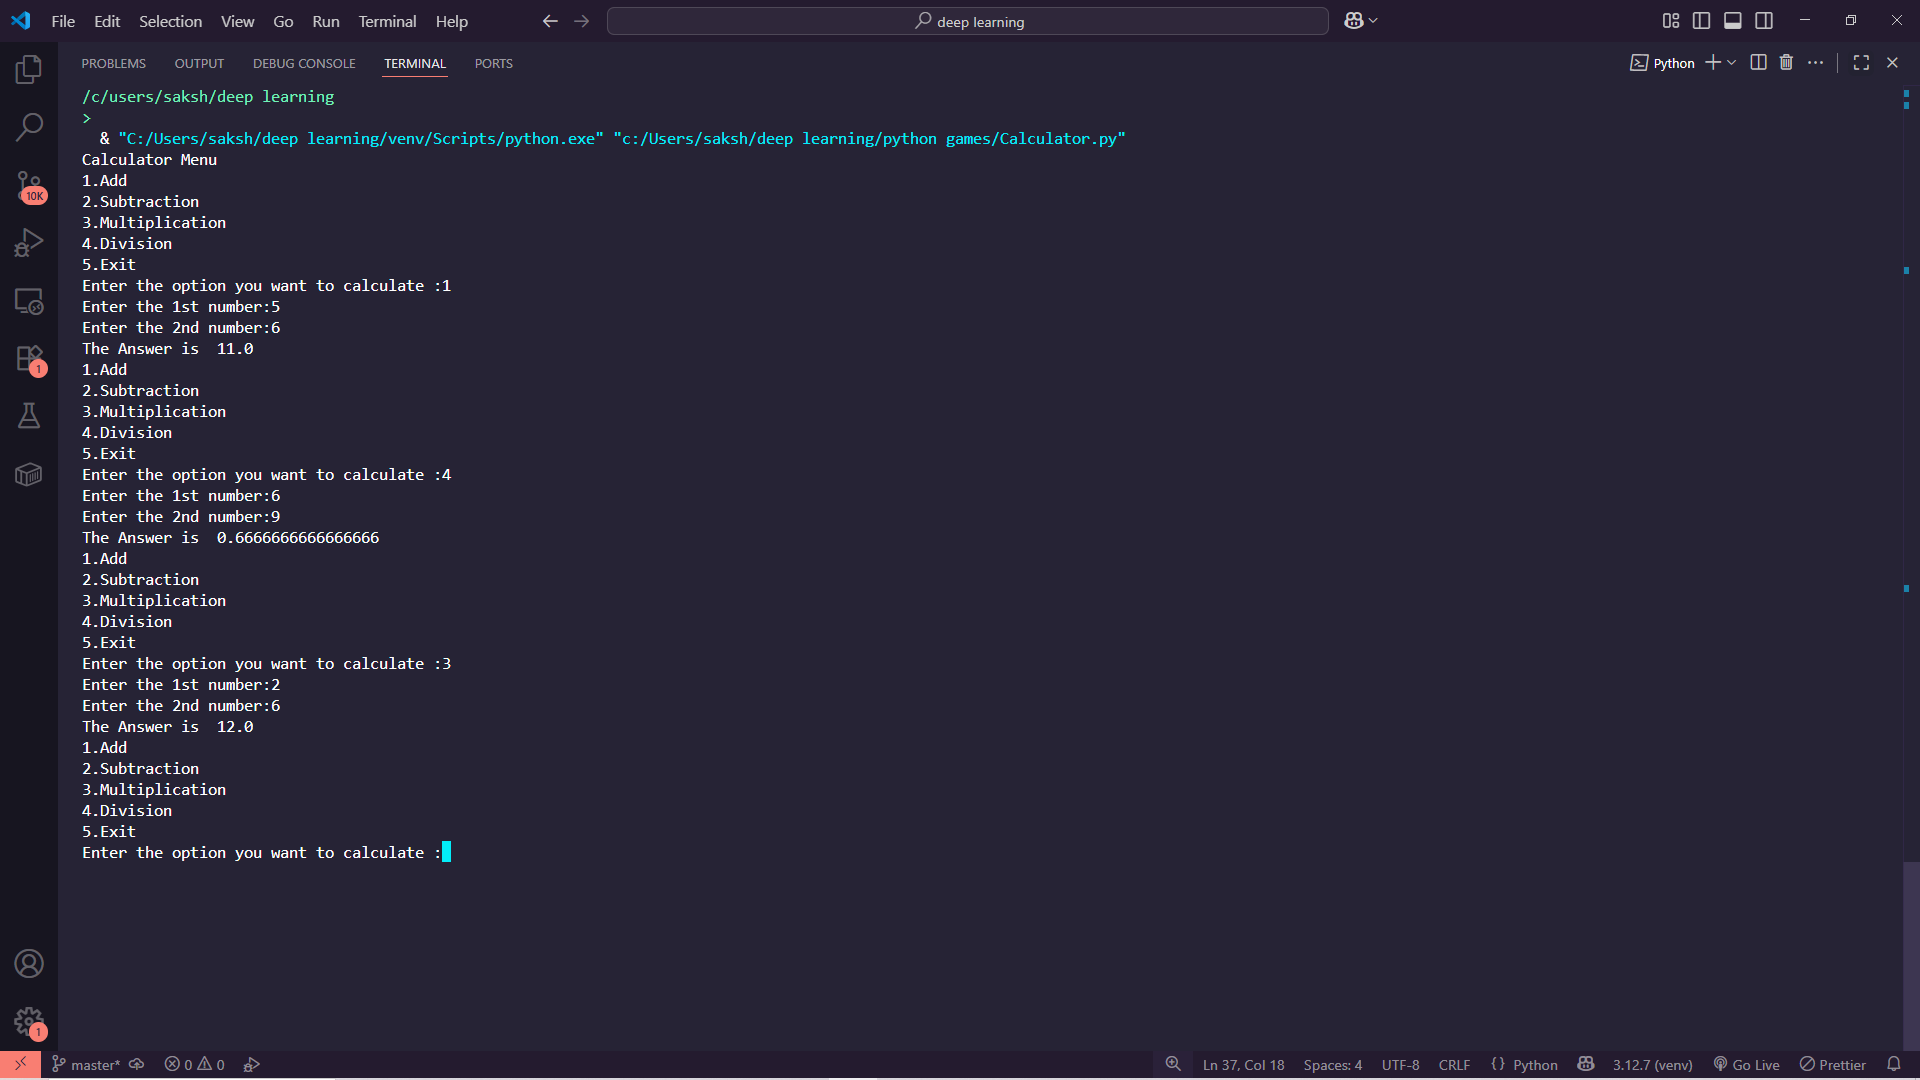 File Edit Selection View Go Run Terminal Help deep learning
PROBLEMS OUTPUT DEBUG CONSOLE TERMINAL PORTS Python
/c/users/saksh/deep learning
>
& "C:/Users/saksh/deep learning/venv/Scripts/python.exe" "c:/Users/saksh/deep learning/python games/Calculator.py"
Calculator Menu
1.Add
2.Subtraction
3.Multiplication
4.Division
5.Exit
Enter the option you want to calculate :1
Enter the 1st number:5
Enter the 2nd number:6
The Answer is  11.0
1.Add
2.Subtraction
3.Multiplication
4.Division
5.Exit
Enter the option you want to calculate :4
Enter the 1st number:6
Enter the 2nd number:9
The Answer is  0.6666666666666666
1.Add
2.Subtraction
3.Multiplication
4.Division
5.Exit
Enter the option you want to calculate :3
Enter the 1st number:2
Enter the 2nd number:6
The Answer is  12.0
1.Add
2.Subtraction
3.Multiplication
4.Division
5.Exit
Enter the option you want to calculate :
10K
1
1
master* 0 0 Ln 37, Col 18 Spaces: 4 UTF-8 CRLF {} Python 3.12.7 (venv) Go Live Prettier